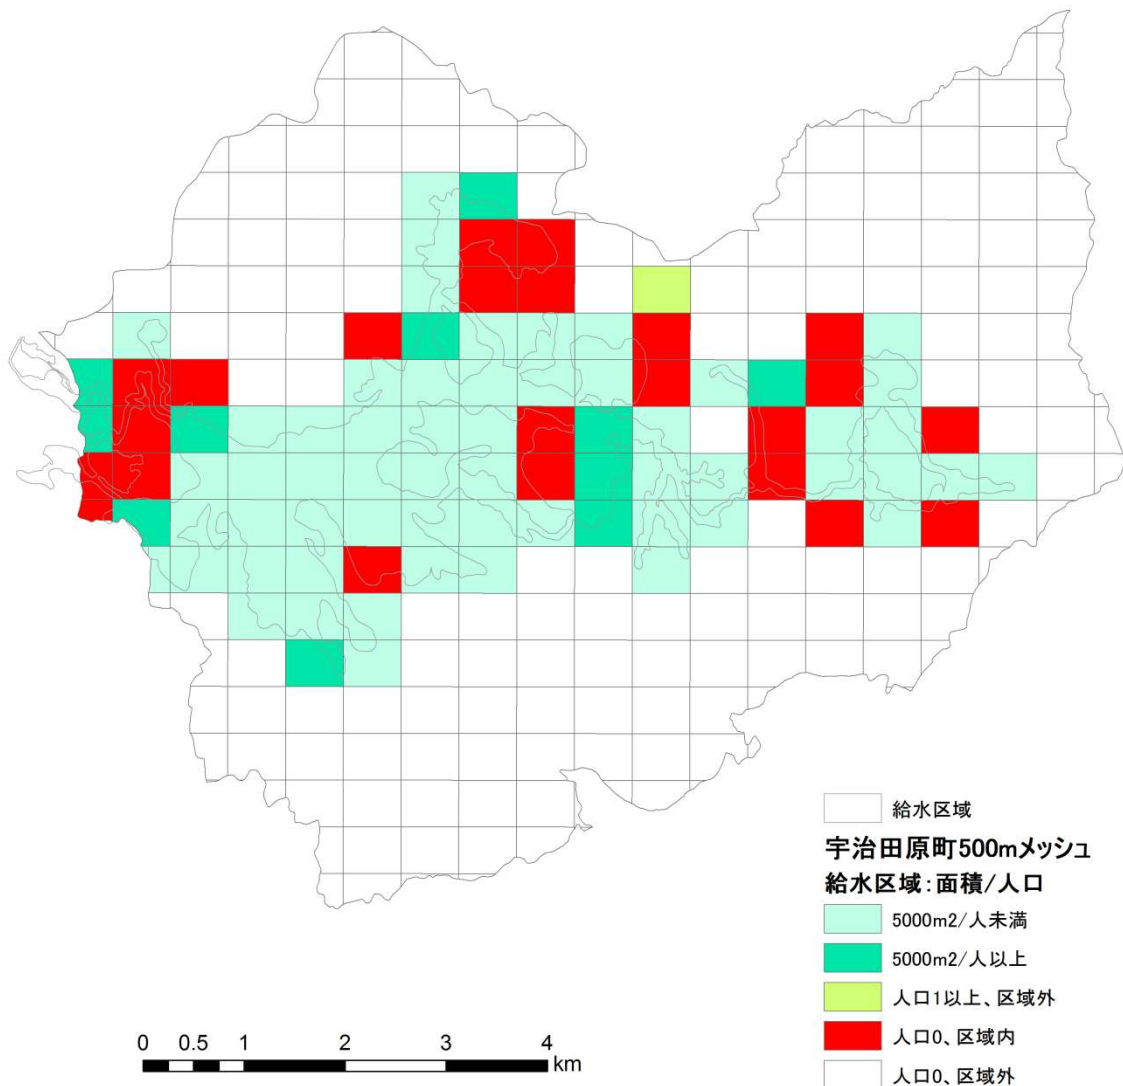 給水区域
宇治田原町500mメッシュ
給水区域:面積/人口
5000m2/人未満
5000m2/人以上
人口1以上、区域外
人口0、区域内
人口0、区域外
0 0.5 1 2 3 4
km